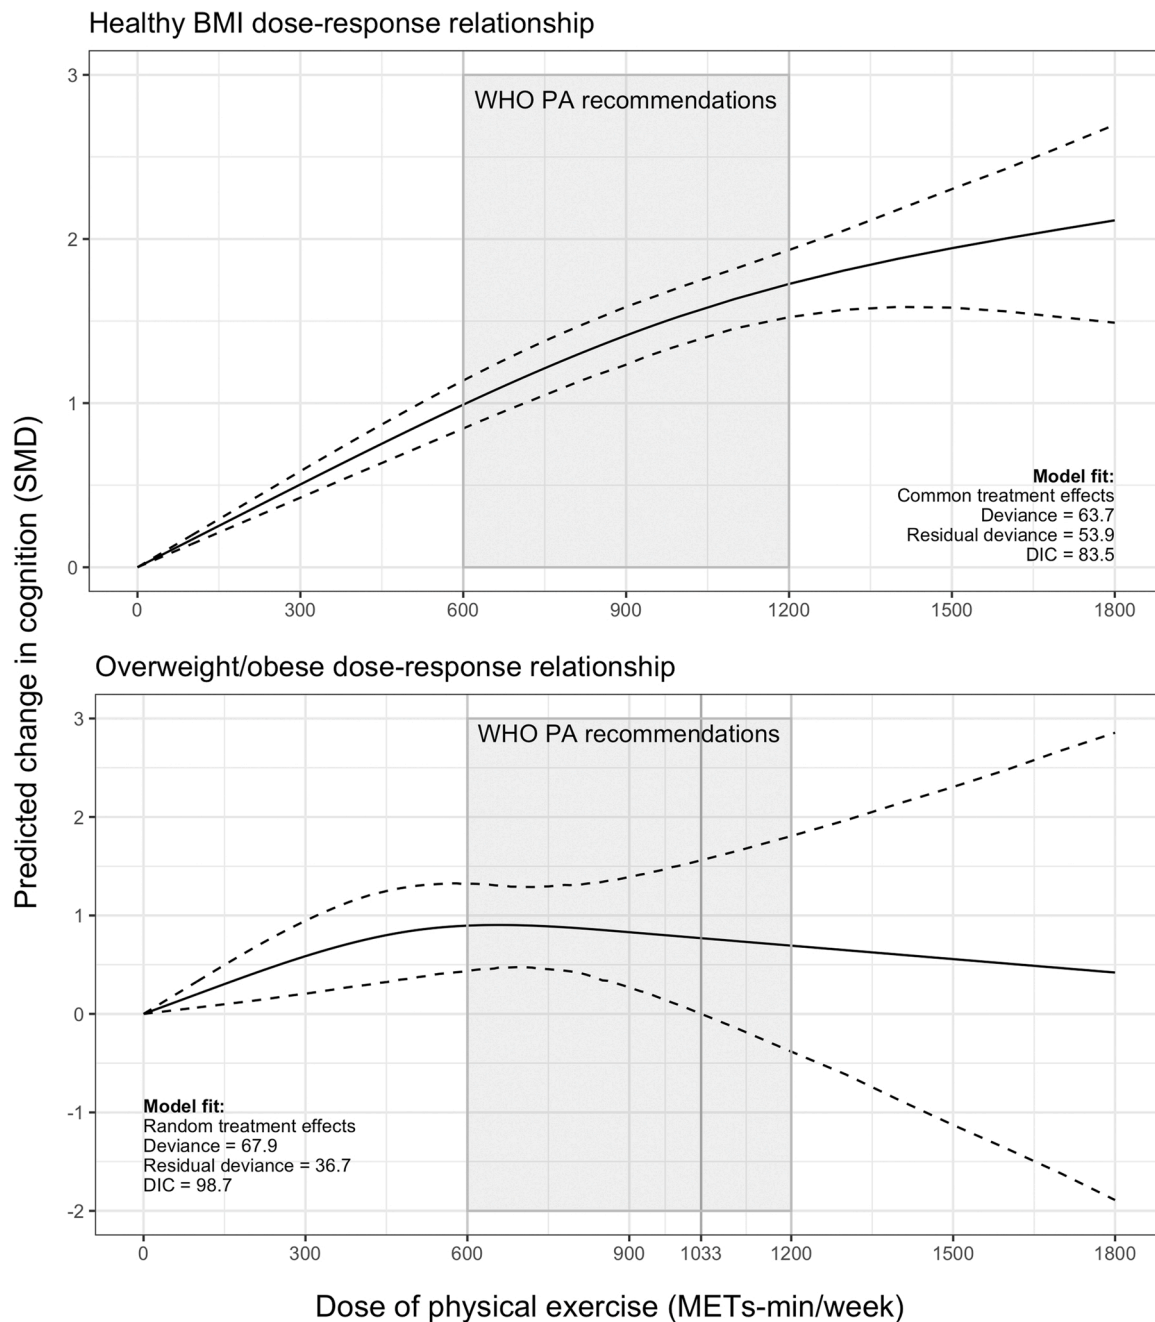 Healthy BMI dose-response relationship
3
WHO PA recommendations
2
1
Model fit:
Common treatment effects
Deviance = 63.7
Residual deviance = 53.9
DIC = 83.5
0
0 300 600 900 1200 1500 1800
Predicted change in cognition (SMD)
Overweight/obese dose-response relationship
3
WHO PA recommendations
2
1
0
-1
Model fit:
Random treatment effects
Deviance = 67.9
Residual deviance = 36.7
DIC = 98.7
-2
0 300 600 900 1033 1200 1500 1800
Dose of physical exercise (METs-min/week)